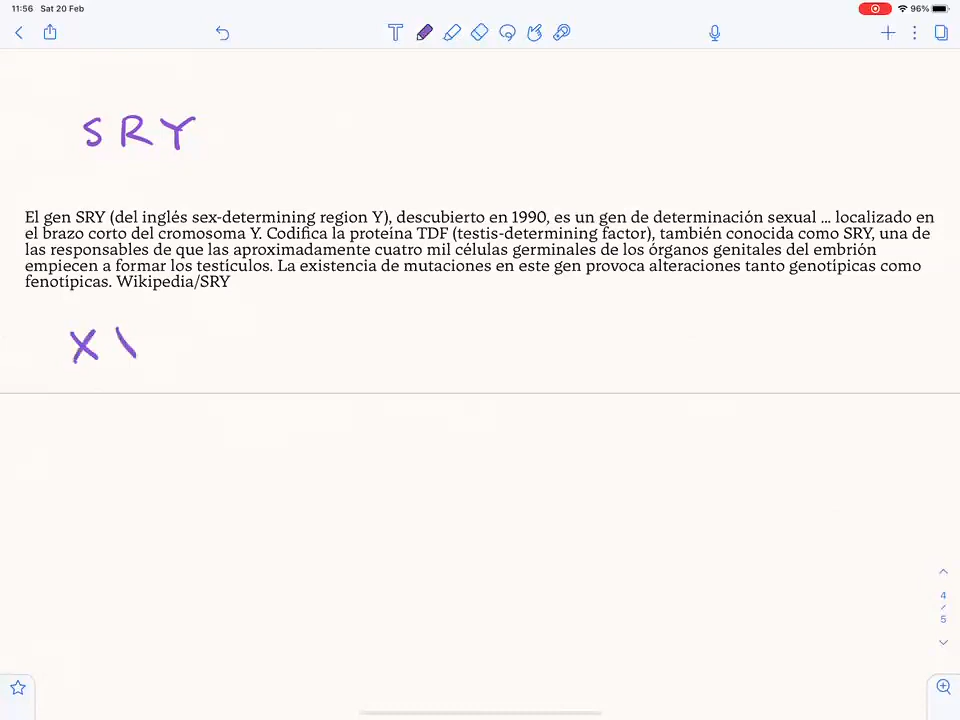 11:56 Sat 20 Feb
96%
T
S R Y
El gen SRY (del inglés sex-determining region Y), descubierto en 1990, es un gen de determinación sexual ... localizado en
el brazo corto del cromosoma Y. Codifica la proteína TDF (testis-determining factor), también conocida como SRY, una de
las responsables de que las aproximadamente cuatro mil células germinales de los órganos genitales del embrión
empiecen a formar los testículos. La existencia de mutaciones en este gen provoca alteraciones tanto genotípicas como
fenotípicas. Wikipedia/SRY
X \
4
/
5